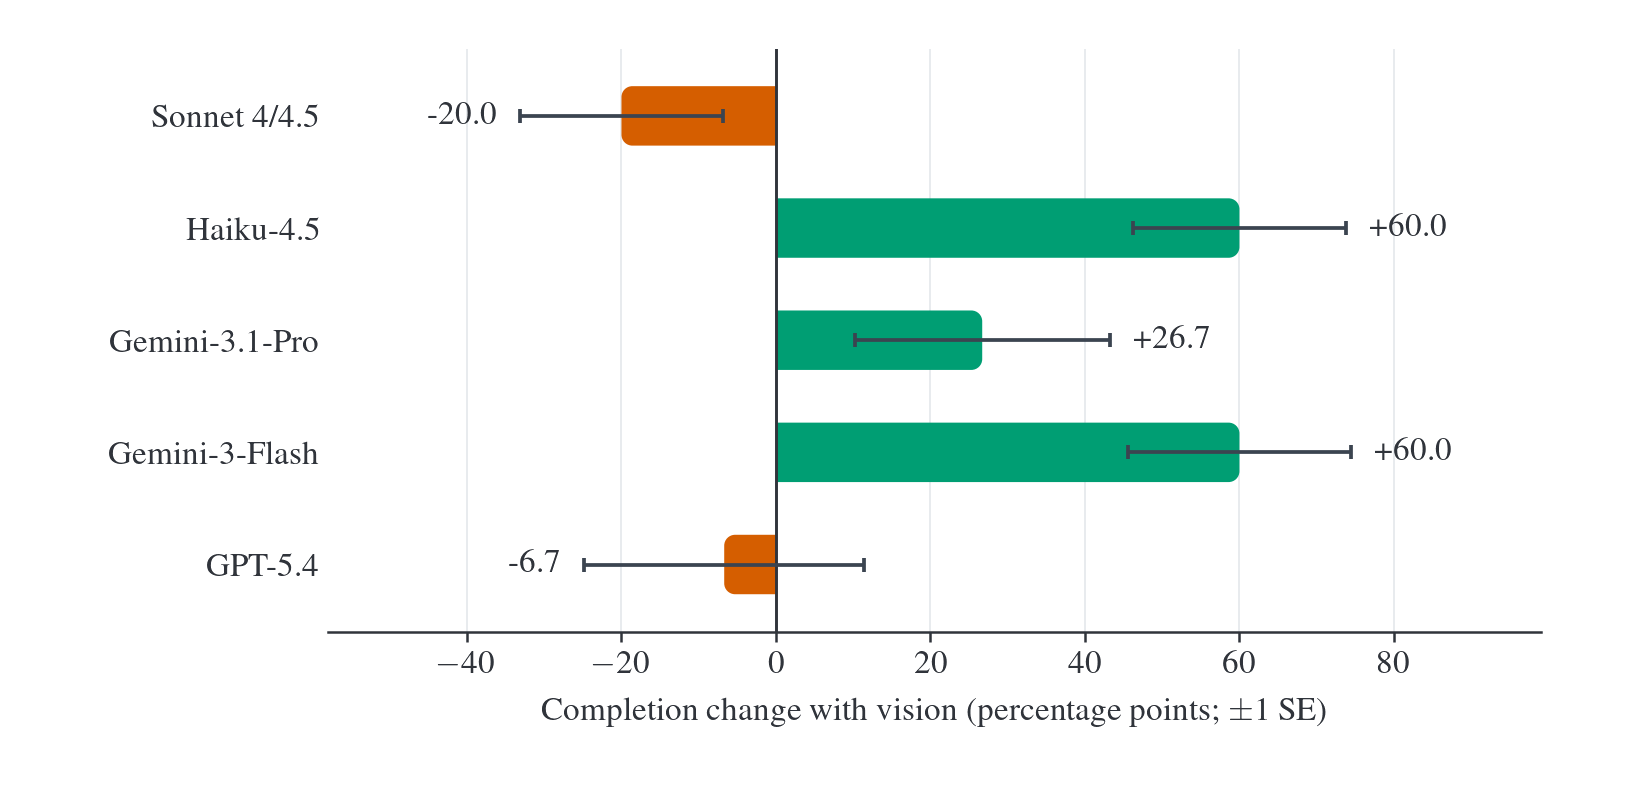 Sonnet 4/4.5 -20.0
Haiku-4.5 +60.0
Gemini-3.1-Pro +26.7
Gemini-3-Flash +60.0
GPT-5.4 -6.7
−40 −20 0 20 40 60 80
Completion change with vision (percentage points; ±1 SE)